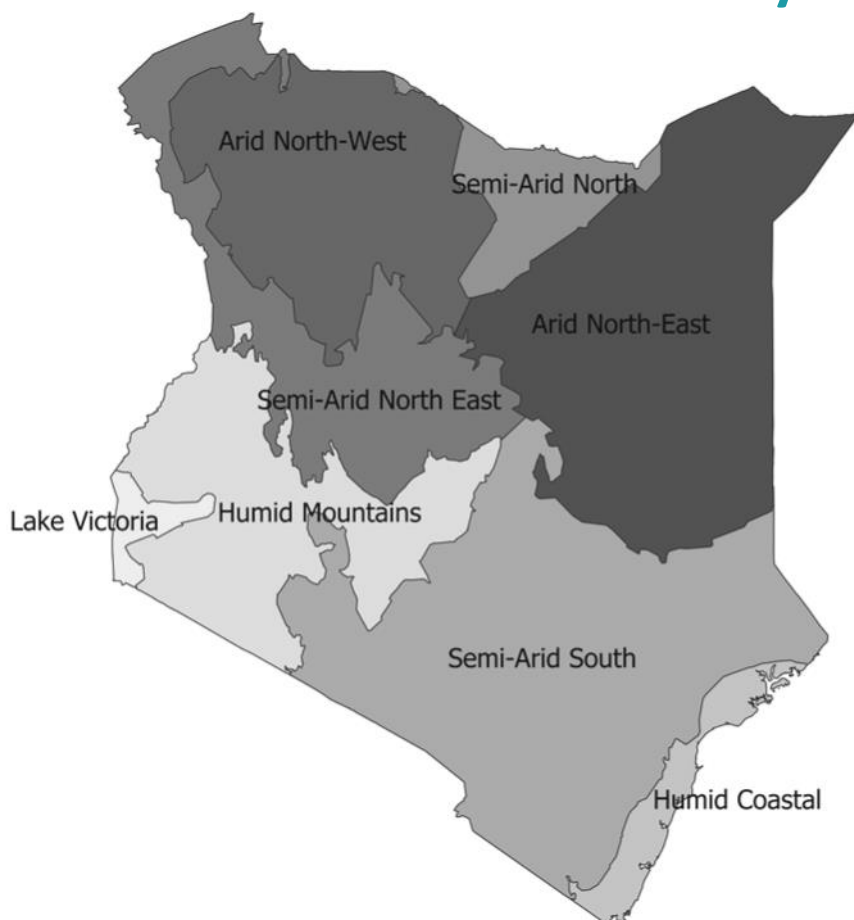 Arid North-West
Semi-Arid North
Arid North-East
Semi-Arid North East
Lake Victoria
Humid Mountains
Semi-Arid South
Humid Coastal